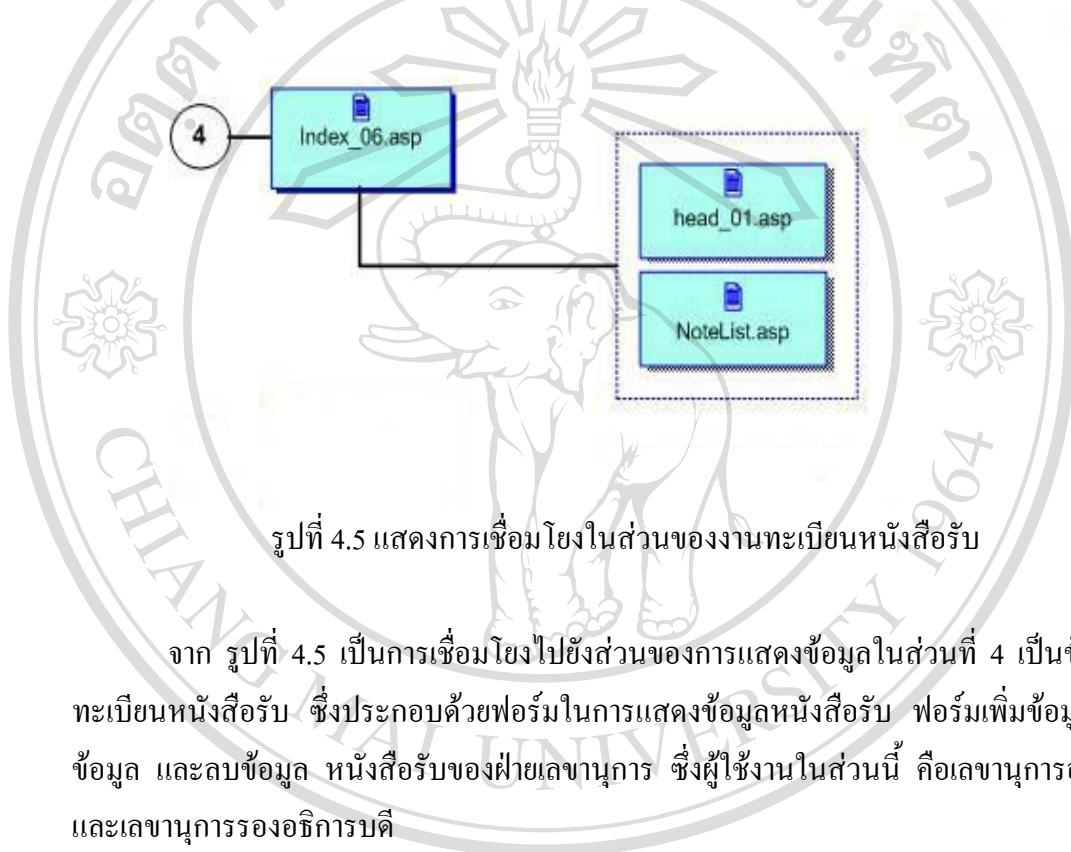 4
Index_06.asp
head_01.asp
NoteList.asp
CHIANG MAI UNIVERSITY 1964
รูปที่ 4.5 แสดงการเชื่อมโยงในส่วนของงานทะเบียนหนังสือรับ
จาก รูปที่ 4.5 เป็นการเชื่อมโยงไปยังส่วนของการแสดงข้อมูลในส่วนที่ 4 เป็น
ทะเบียนหนังสือรับ ซึ่งประกอบด้วยฟอร์มในการแสดงข้อมูลหนังสือรับ ฟอร์มเพิ่ม
ข้อมูล และลบข้อมูล หนังสือรับของฝ่ายเลขานุการ ซึ่งผู้ใช้งานในส่วนนี้ คือเลขานุการ
และเลขานุการรองอธิการบดี